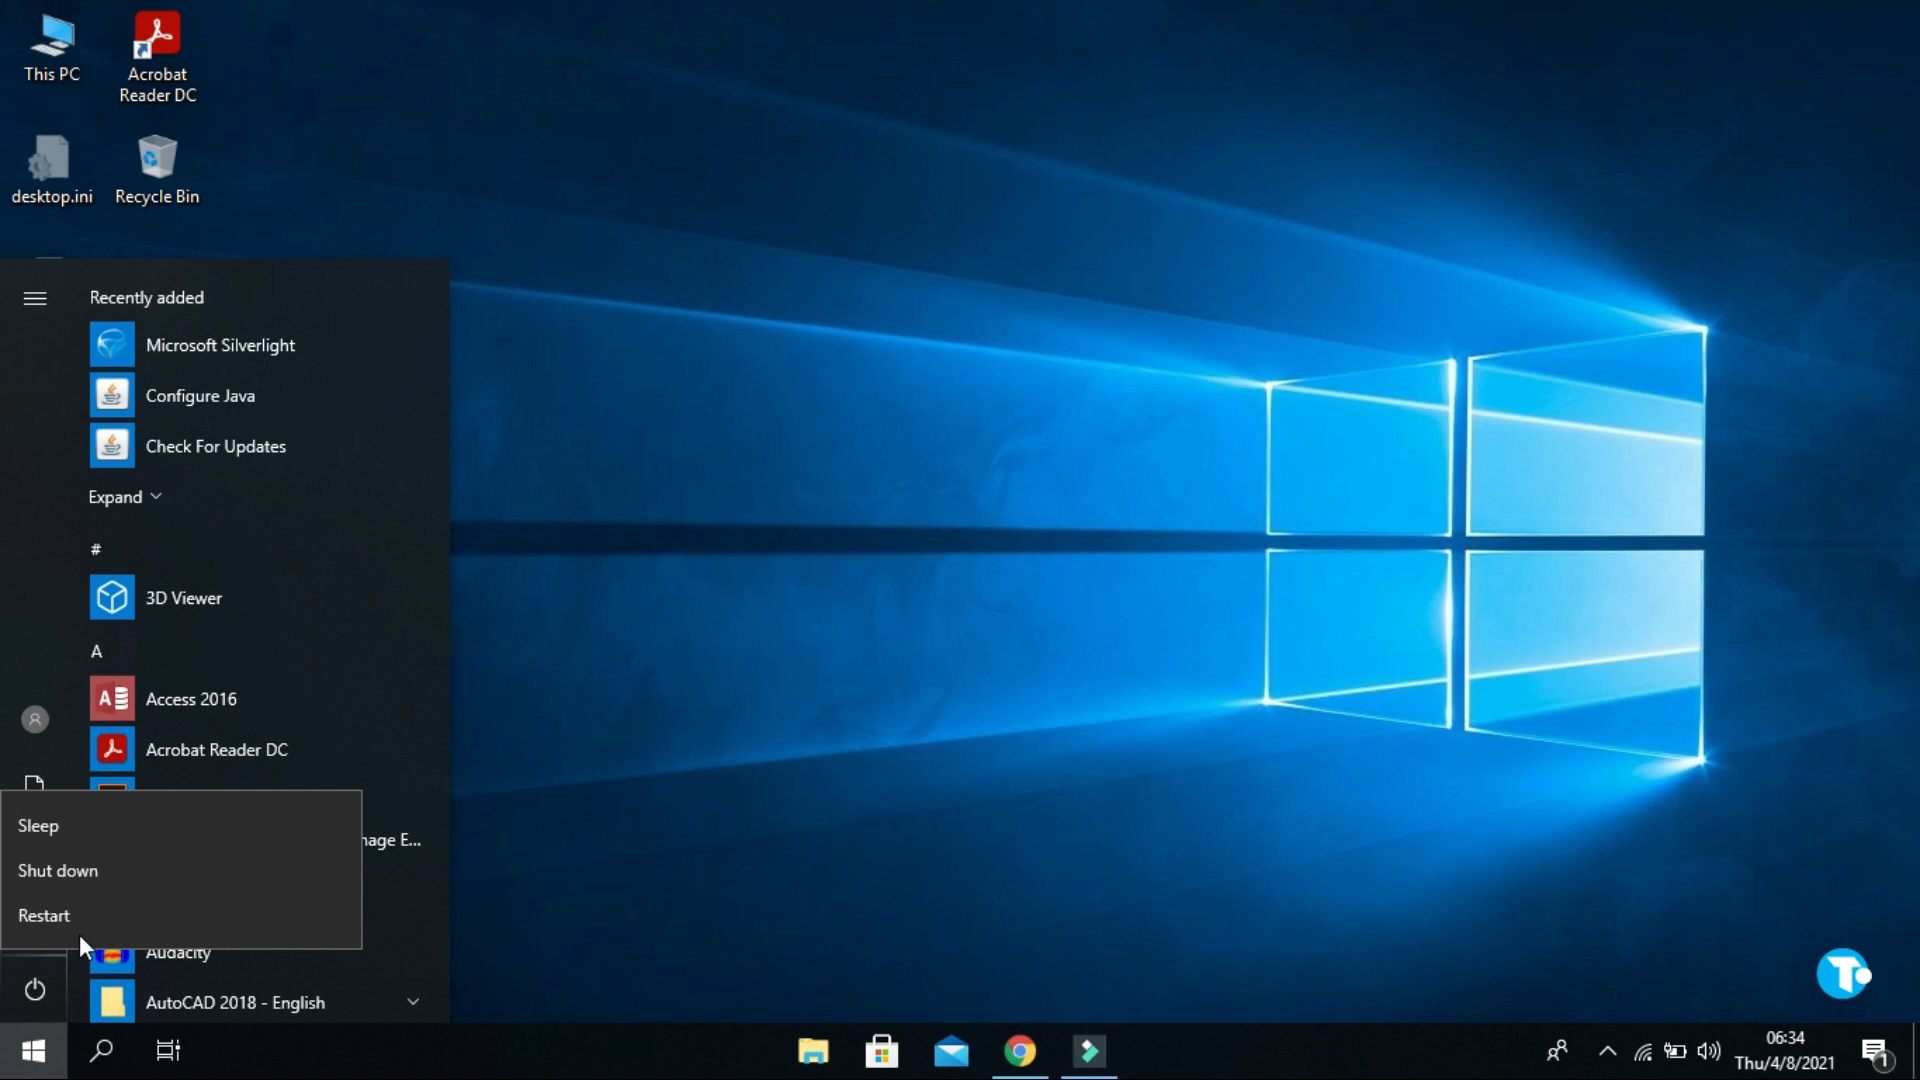 This PC
Acrobat
Reader DC
desktop.ini
Recycle Bin
Recently added
Microsoft Silverlight
Configure Java
Check For Updates
Expand
#
3D Viewer
A
Access 2016
Acrobat Reader DC
Sleep
Shut down
Restart
E...
Audacity
AutoCAD 2018 - English
06:34
Thu/4/8/2021
1